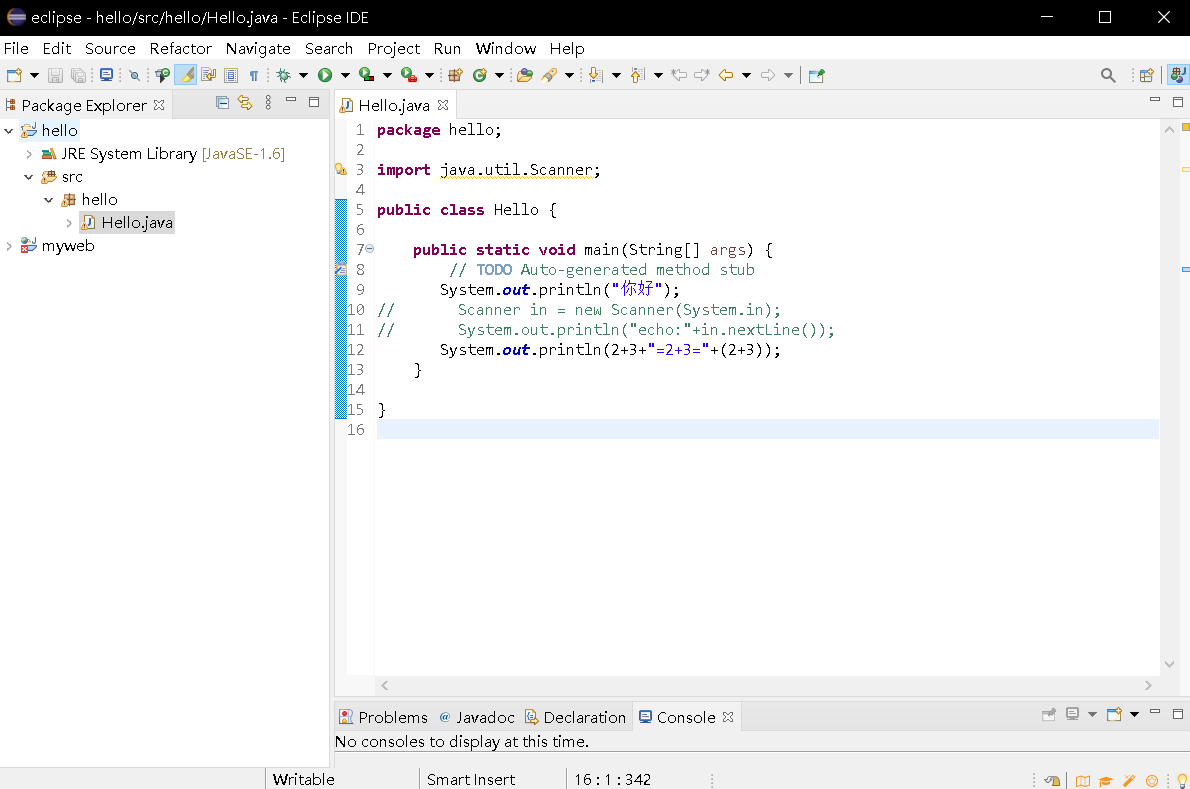 eclipse - hello/src/hello/Hello.java - Eclipse IDE
File Edit Source Refactor Navigate Search Project Run Window Help
Package Explorer
hello
JRE System Library [JavaSE-1.6]
src
hello
Hello.java
myweb
Hello.java
1 package hello;
2
3 import java.util.Scanner;
4
5 public class Hello {
6
7 public static void main(String[] args) {
8 // TODO Auto-generated method stub
9 System.out.println("你好");
10 // Scanner in = new Scanner(System.in);
11 // System.out.println("echo:"+in.nextLine());
12 System.out.println(2+3+"=2+3="+(2+3));
13 }
14
15 }
16
Problems @ Javadoc Declaration Console
No consoles to display at this time.
Writable Smart Insert 16 : 1 : 342